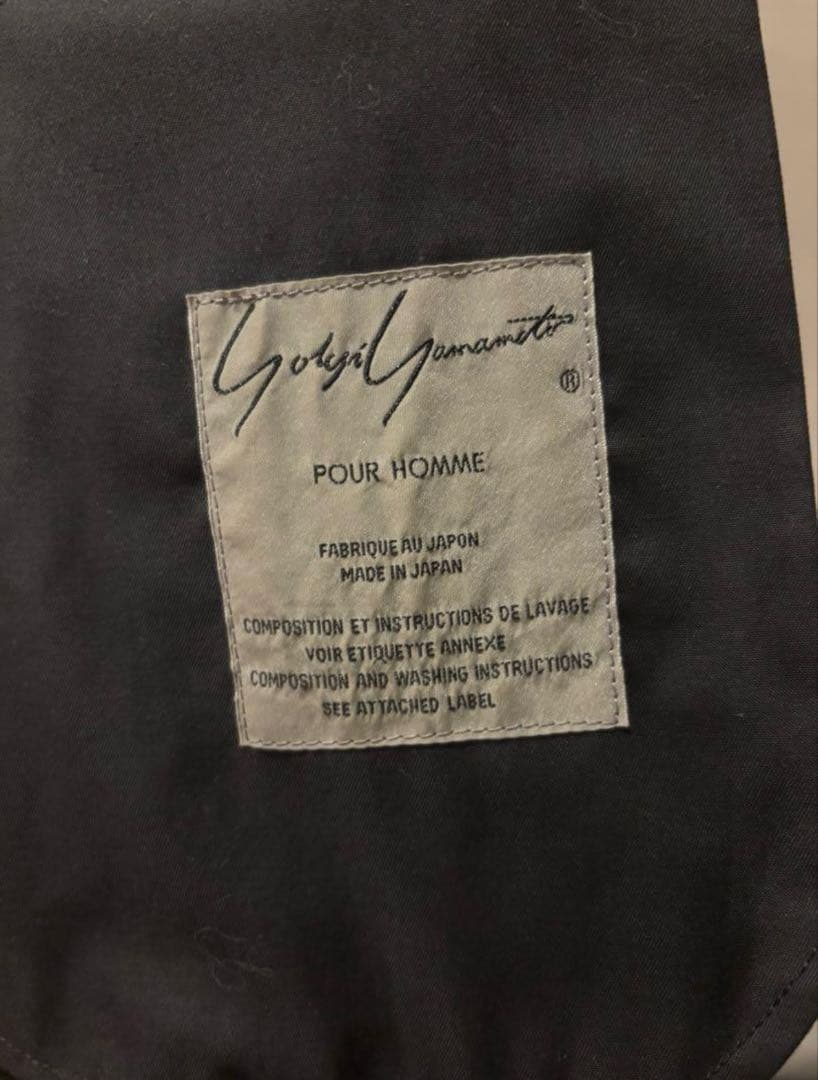 Yohji Yamamoto
®
POUR HOMME
FABRIQUE AU JAPON
MADE IN JAPAN
COMPOSITION ET INSTRUCTIONS DE LAVAGE
VOIR ETIQUETTE ANNEXE
COMPOSITION AND WASHING INSTRUCTIONS
SEE ATTACHED LABEL